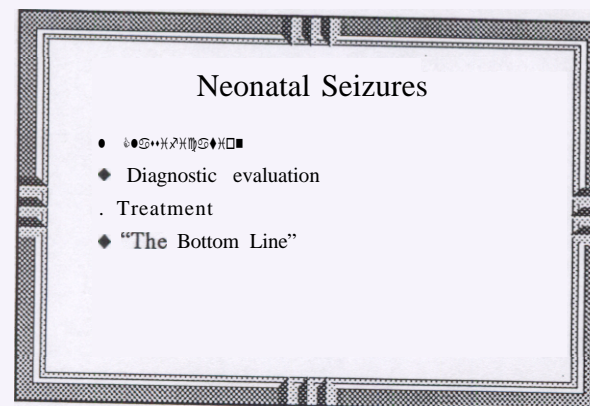 Neonatal Seizures
◆ Diagnostic evaluation
. Treatment
◆ “The Bottom Line”